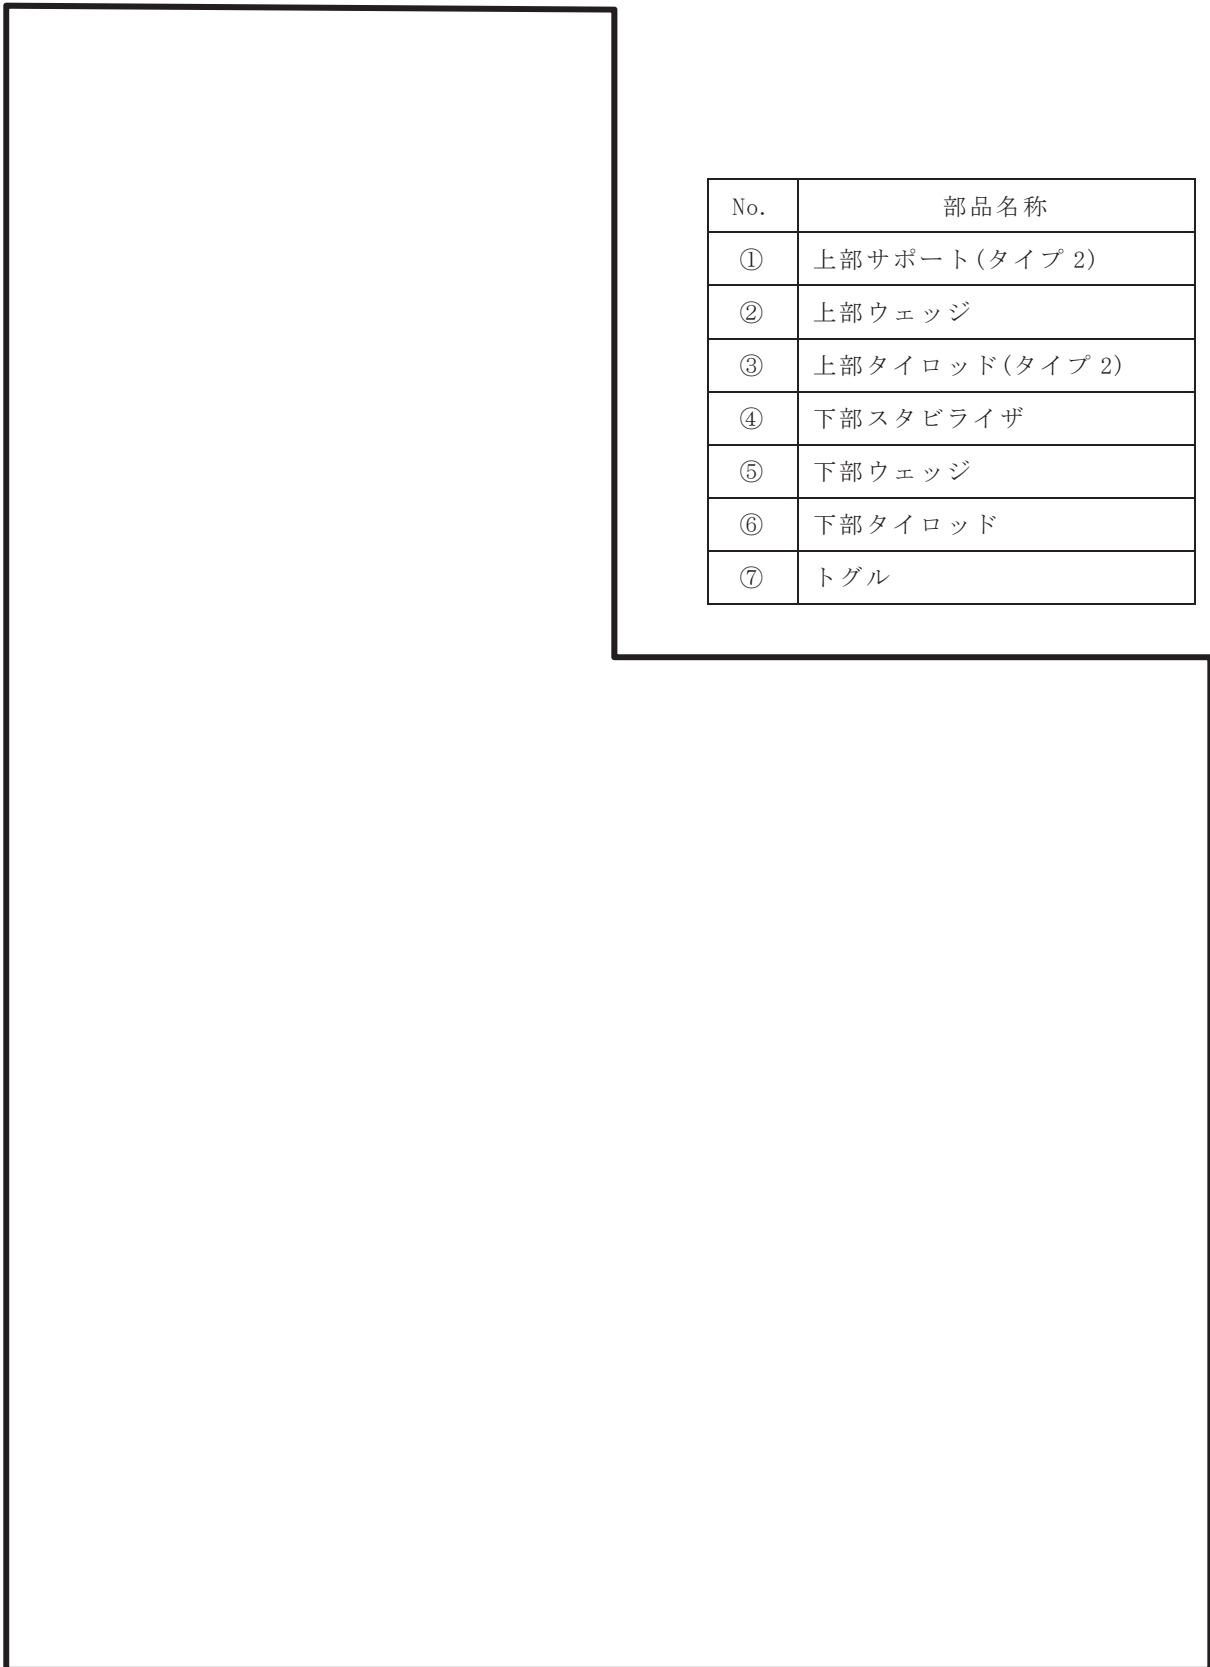 No. 部品名称
① 上部サポート(タイプ 2)
② 上部ウェッジ
③ 上部タイロッド(タイプ 2)
④ 下部スタビライザ
⑤ 下部ウェッジ
⑥ 下部タイロッド
⑦ トグル